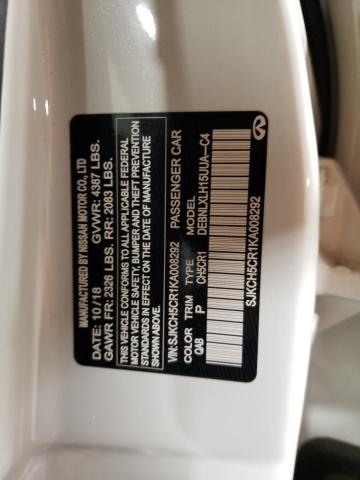 MANUFACTURED BY NISSAN MOTOR CO., LTD
DATE: 10/18 GVWR: 4387 LBS.
GAWR FR: 2326 LBS. RR: 2083 LBS.
THIS VEHICLE CONFORMS TO ALL APPLICABLE FEDERAL
MOTOR VEHICLE SAFETY, BUMPER AND THEFT PREVENTION
STANDARDS IN EFFECT ON THE DATE OF MANUFACTURE
SHOWN ABOVE.
VIN: SJKCH5CR1KA008292 PASSENGER CAR
COLOR TRIM TYPE DEBNLXLH15UUA--C4
QAB P CH5CR1
SJKCH5CR1KA008292